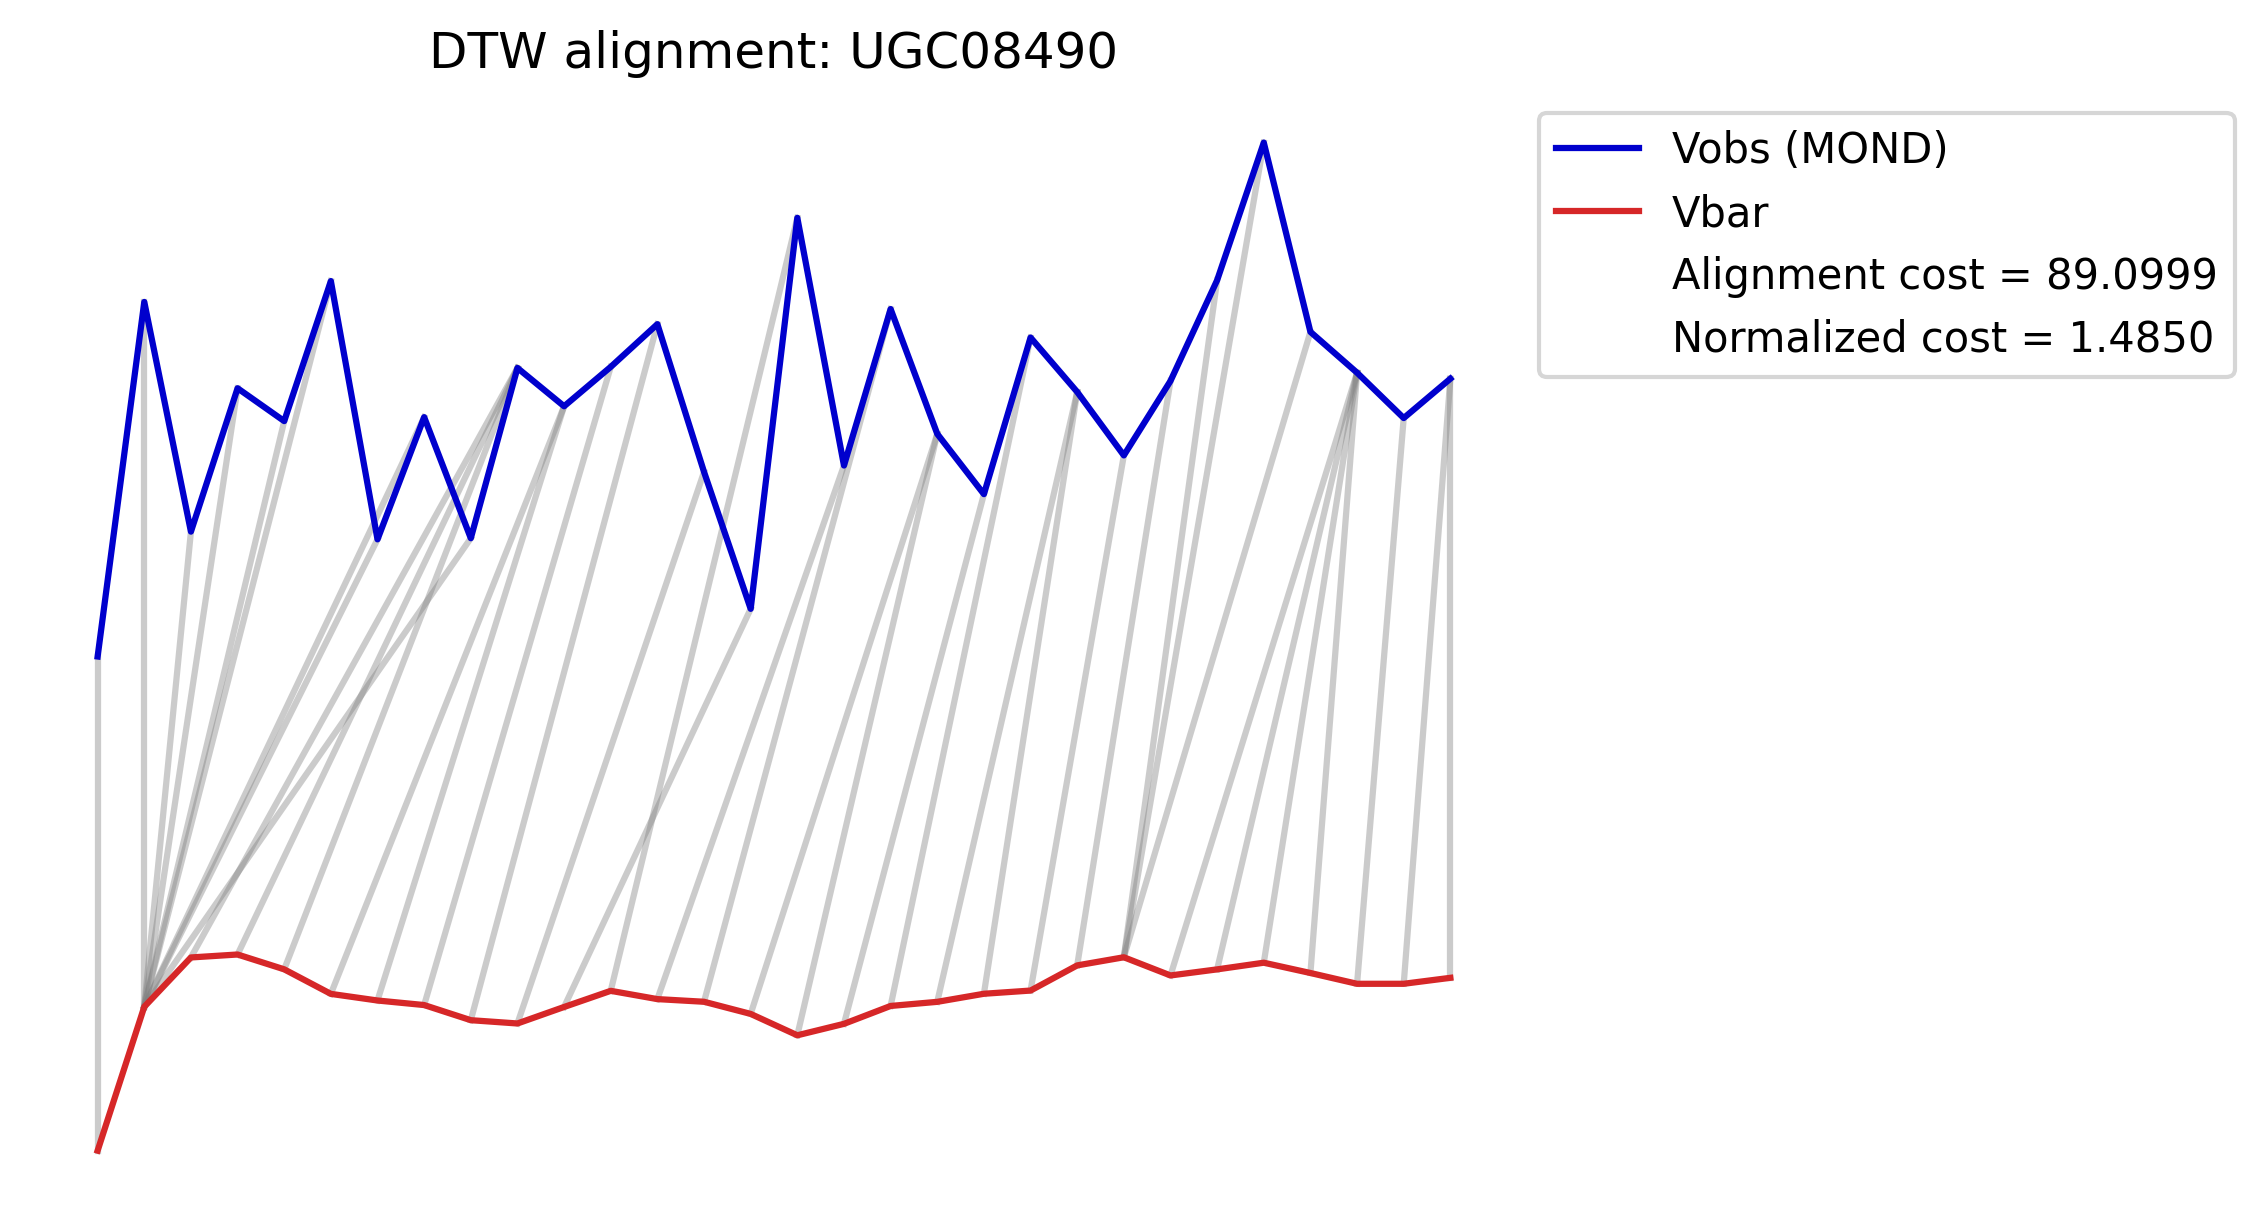 DTW alignment: UGC08490
Vobs (MOND)
Vbar
Alignment cost = 89.0999
Normalized cost = 1.4850